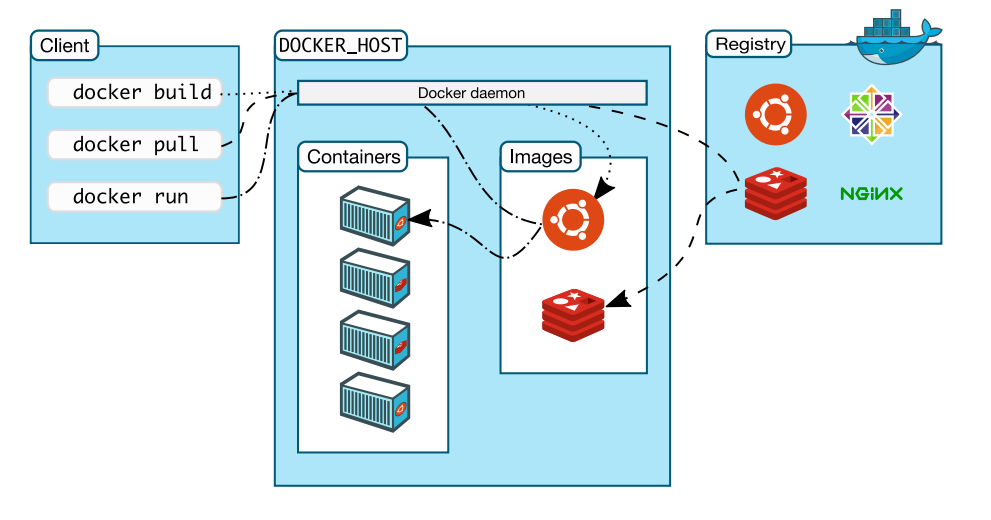 Client
docker build
docker pull
docker run
DOCKER_HOST
Docker daemon
Containers
Images
Registry
NGiNX